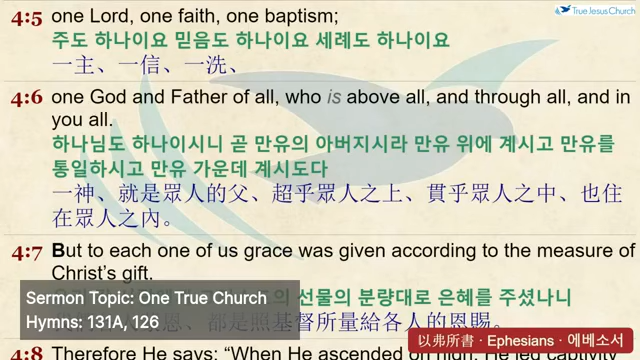 True Jesus Church
4:5 one Lord, one faith, one baptism;
주도 하나이요 믿음도 하나이요 세례도 하나이요
一主、一信、一洗、
4:6 one God and Father of all, who is above all, and through all, and in
you all.
하나님도 하나이시니 곧 만유의 아버지시라 만유 위에 계시고 만유를
통일하시고 만유 가운데 계시도다
一神、就是眾人的父、超乎眾人之上、貫乎眾人之中、也住
在眾人之內。
4:7 But to each one of us grace was given according to the measure of
Christ’s gift.
선물의 분량대로 은혜를 주셨나니
都是照基督所量給各人的恩賜。
Sermon Topic: One True Church
Hymns: 131A, 126
以弗所書 · Ephesians · 에베소서
4:8 Therefore He says: “When He ascended on high, He led captivity